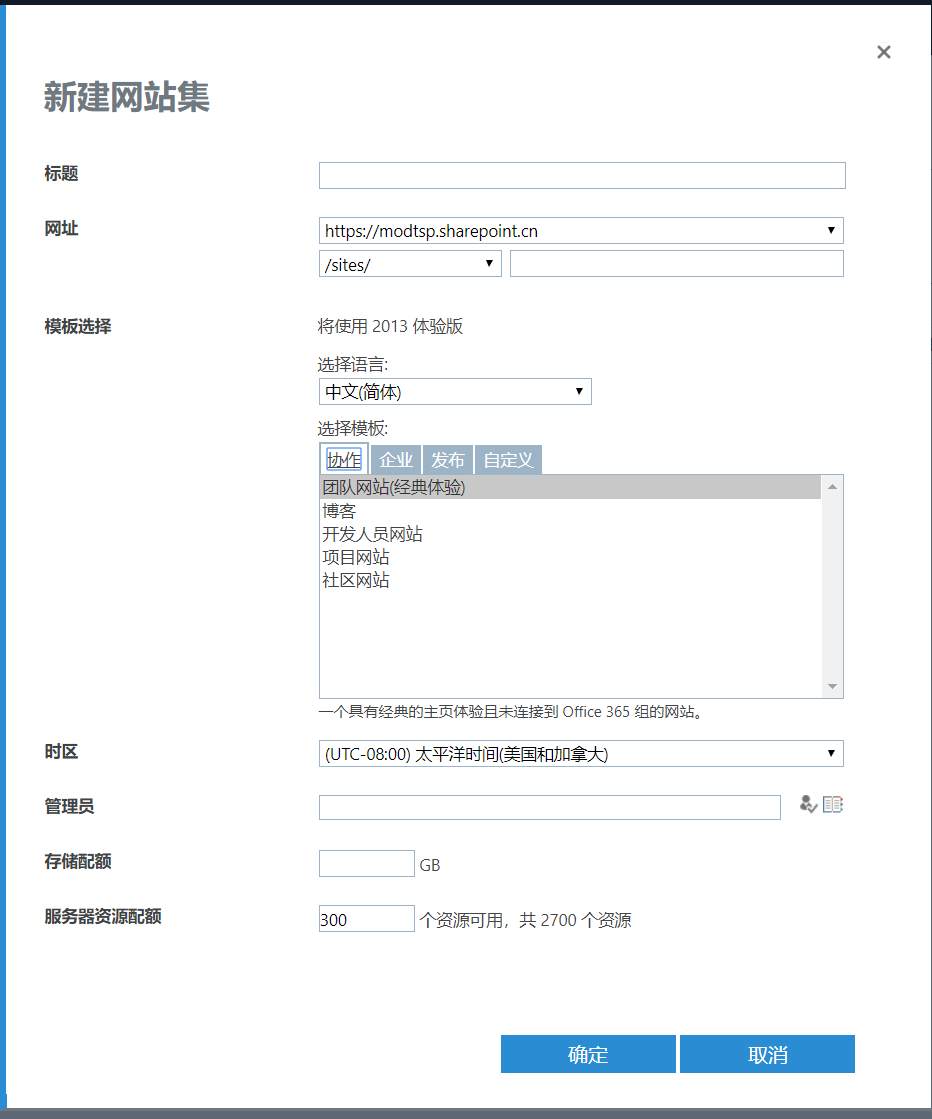 新建网站集
标题
网址
https://modtsp.sharepoint.cn
/sites/
模板选择
将使用 2013 体验版
选择语言:
中文(简体)
选择模板:
协作 企业 发布 自定义
团队网站(经典体验)
博客
开发人员网站
项目网站
社区网站
一个具有经典的主页体验且未连接到 Office 365 组的网站。
时区
(UTC-08:00) 太平洋时间(美国和加拿大)
管理员
存储配额
GB
服务器资源配额
300 个资源可用，共 2700 个资源
确定 取消